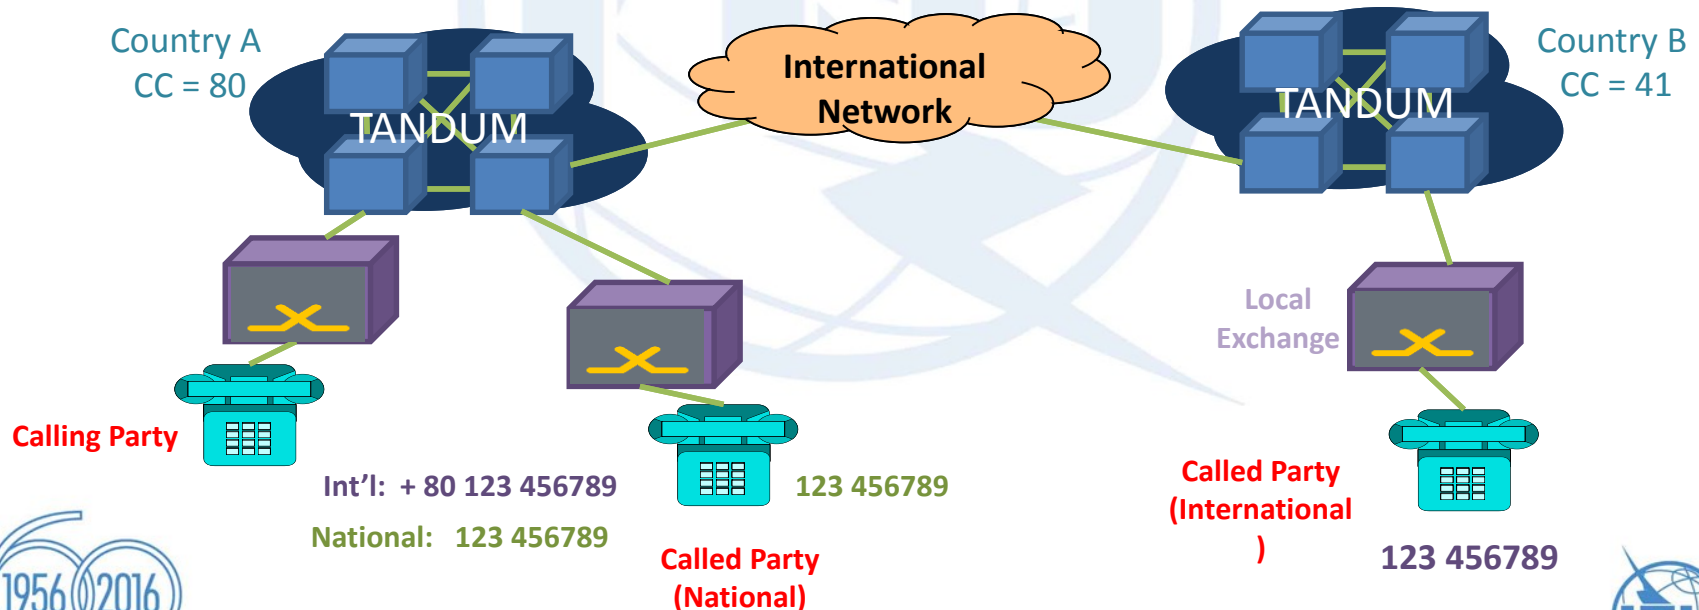 Country A
CC = 80
TANDUM
International
Network
TANDUM
Country B
CC = 41
Local
Exchange
Calling Party
Int’l: + 80 123 456789
National: 123 456789
123 456789
Called Party
(National)
Called Party
(International
)
123 456789
1956 2016